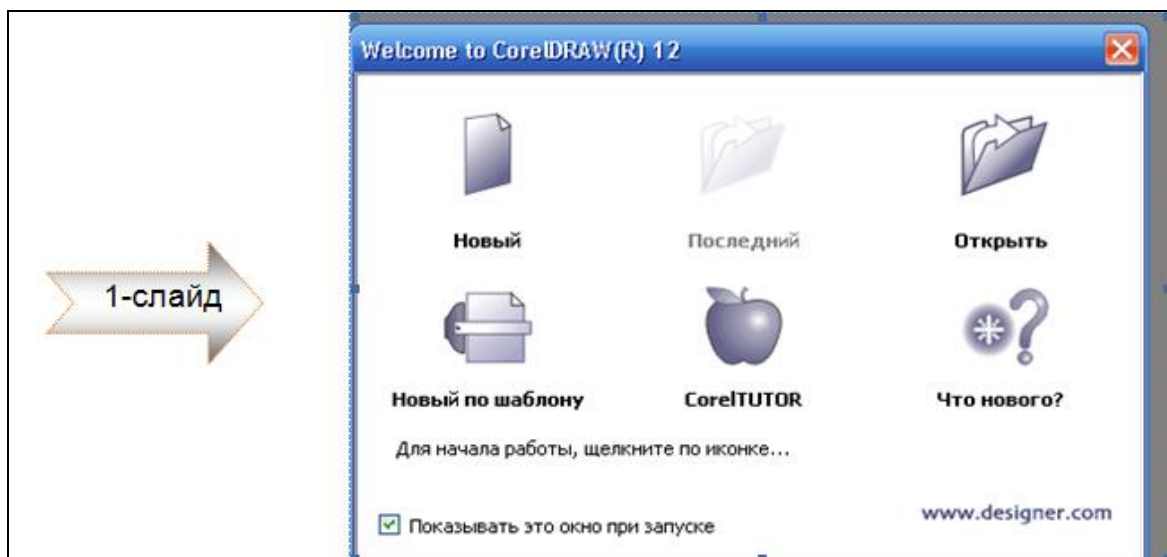 Welcome to CorelDRAW(R) 12
Новый
Последний
Открыть
1-слайд
Новый по шаблону
CorelTUTOR
Что нового?
Для начала работы, щелкните по иконке...
www.designer.com
Показывать это окно при запуске